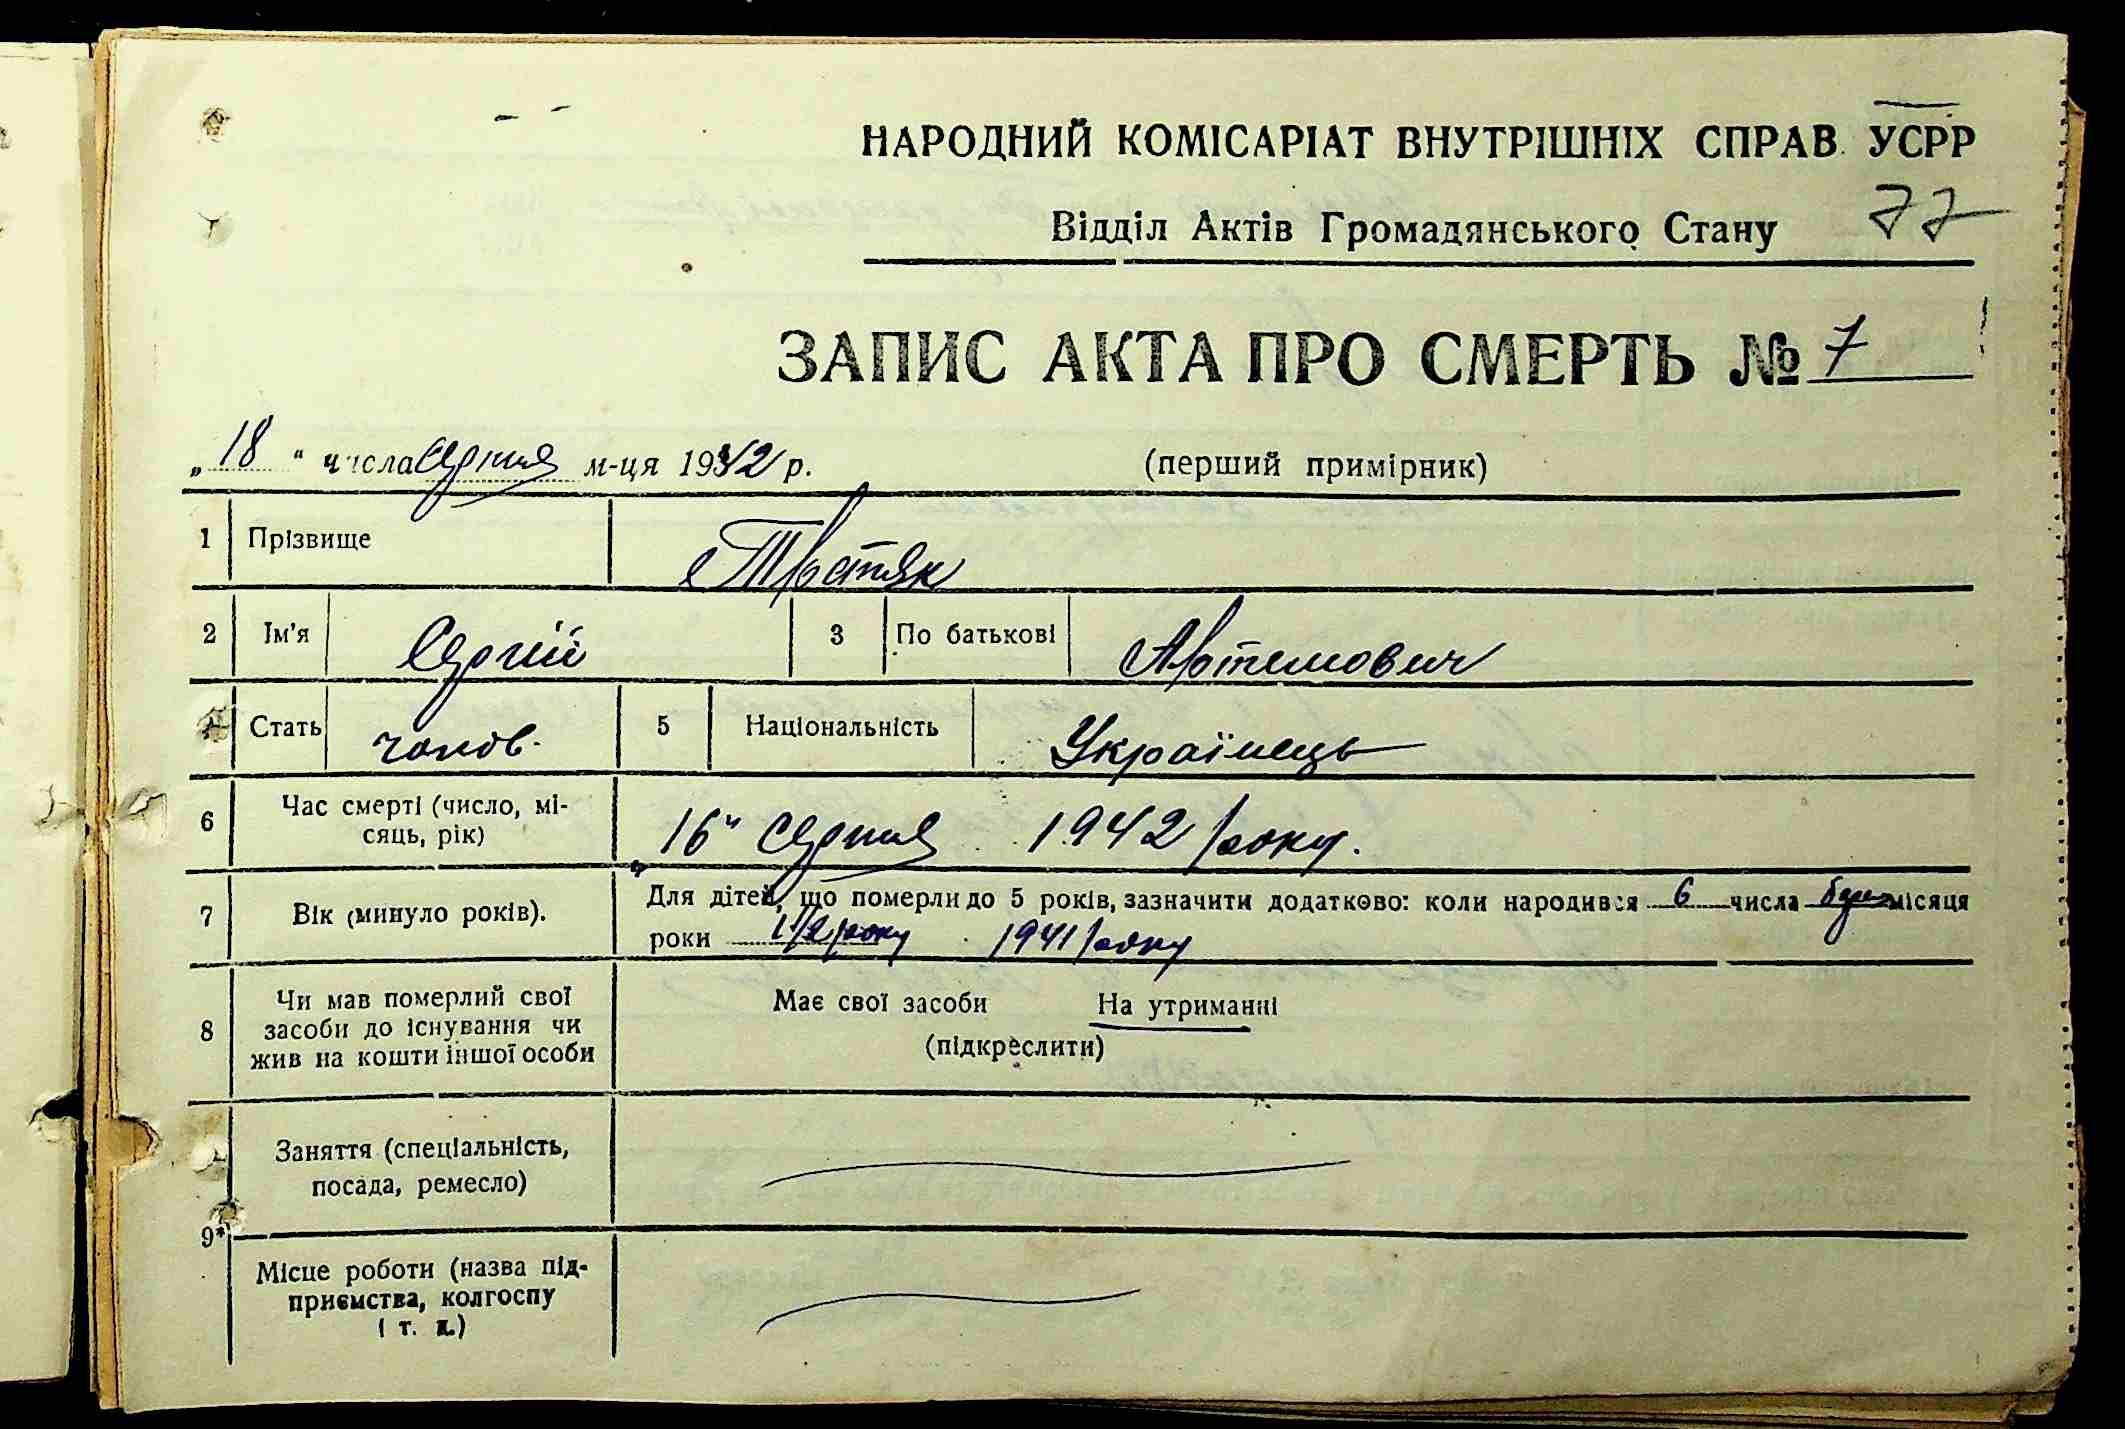 НАРОДНИЙ КОМІСАРІАТ ВНУТРІШНІХ СПРАВ УСРР
Відділ Актів Громадянського Стану 77
ЗАПИС АКТА ПРО СМЕРТЬ № 7
„18“ числа серпня м-ця 1942 р. (перший примірник)
1 Прізвище Третяк
2 Ім'я Сергій 3 По батькові Артемович
4 Стать чолов. 5 Національність Українець
6 Час смерті (число, мі-
сяць, рік) „16“ серпня 1942 року.
7 Вік (минуло років). Для дітей, що померли до 5 років, зазначити додатково: коли народився 6 числа місяця
роки 1 1/2 року 1941 року
8 Чи мав померлий свої
засоби до існування чи
жив на кошти іншої особи
Має свої засоби На утриманні
(підкреслити)
Заняття (спеціальність,
посада, ремесло)
9*
Місце роботи (назва під-
приємства, колгоспу
і т. д.)